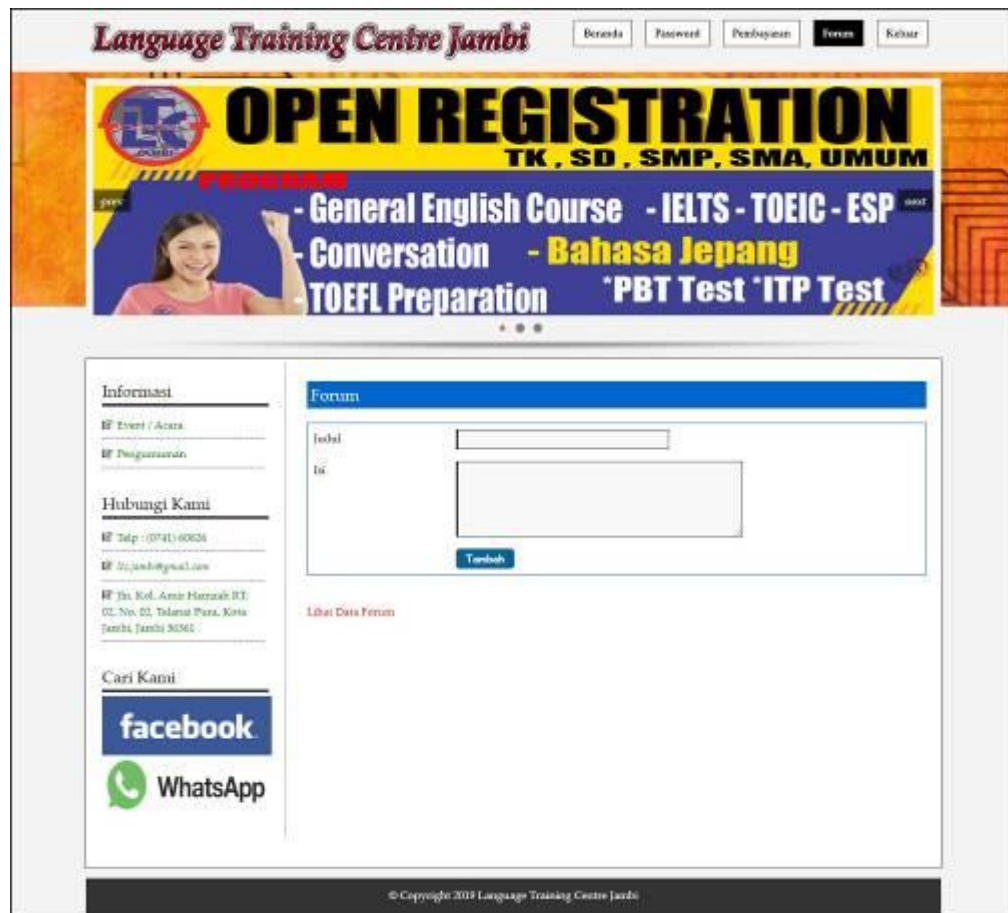 Language Training Centre Jambi
Beranda
Password
Pembayaran
Forum
Keluar
OPEN REGISTRATION
TK , SD , SMP, SMA, UMUM
PROGRAM
prev
next
- General English Course - IELTS - TOEIC - ESP
- Conversation - Bahasa Jepang
- TOEFL Preparation *PBT Test *ITP Test
Informasi
Event / Acara
Pengumuman
Hubungi Kami
Telp : (0741) 60626
Jln. Kol. Amir Hamzah RT.
02, No. 02, Telanai Pura, Kota
Jambi, Jambi 36361
Cari Kami
facebook
WhatsApp
Forum
Judul
Isi
Tambah
Lihat Data Forum
© Copyright 2019 Language Training Centre Jambi